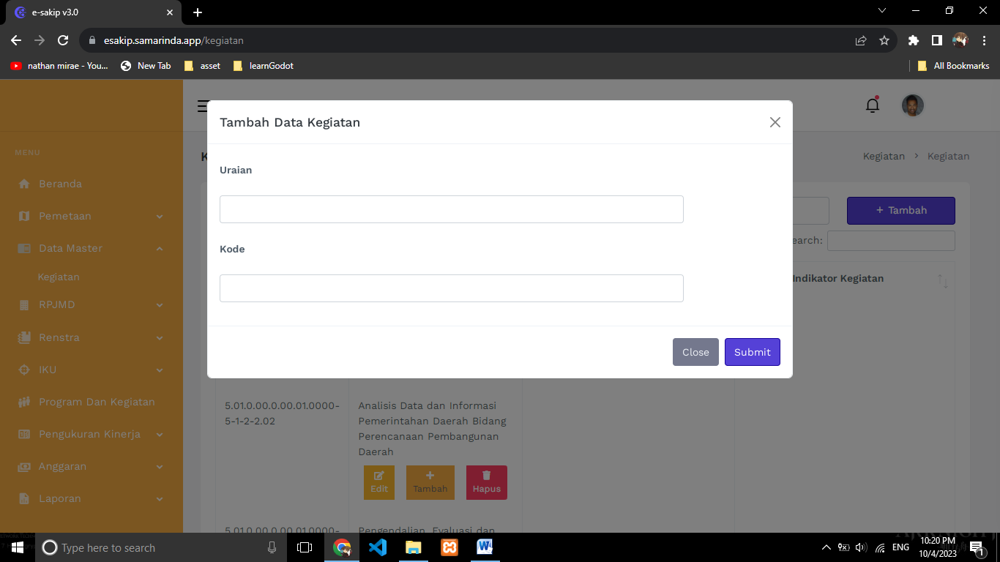 e-sakip v3.0
esakip.samarinda.app/kegiatan
nathan mirae - You...
New Tab
asset
learnGodot
All Bookmarks
Tambah Data Kegiatan
MENU
Kegiatan > Kegiatan
Uraian
Beranda
Pemetaan
+ Tambah
Data Master
earch:
Kode
Kegiatan
Indikator Kegiatan
RPJMD
Renstra
Close
Submit
IKU
Program Dan Kegiatan
5.01.0.00.0.00.01.0000-
5-1-2-2.02
Analisis Data dan Informasi
Pemerintahan Daerah Bidang
Perencanaan Pembangunan
Daerah
Pengukuran Kinerja
Anggaran
Edit
Tambah
Hapus
Laporan
5.01.0.00.0.00.01.0000-
Pengendalian, Evaluasi dan
Type here to search
ENG
10:20 PM
10/4/2023
1